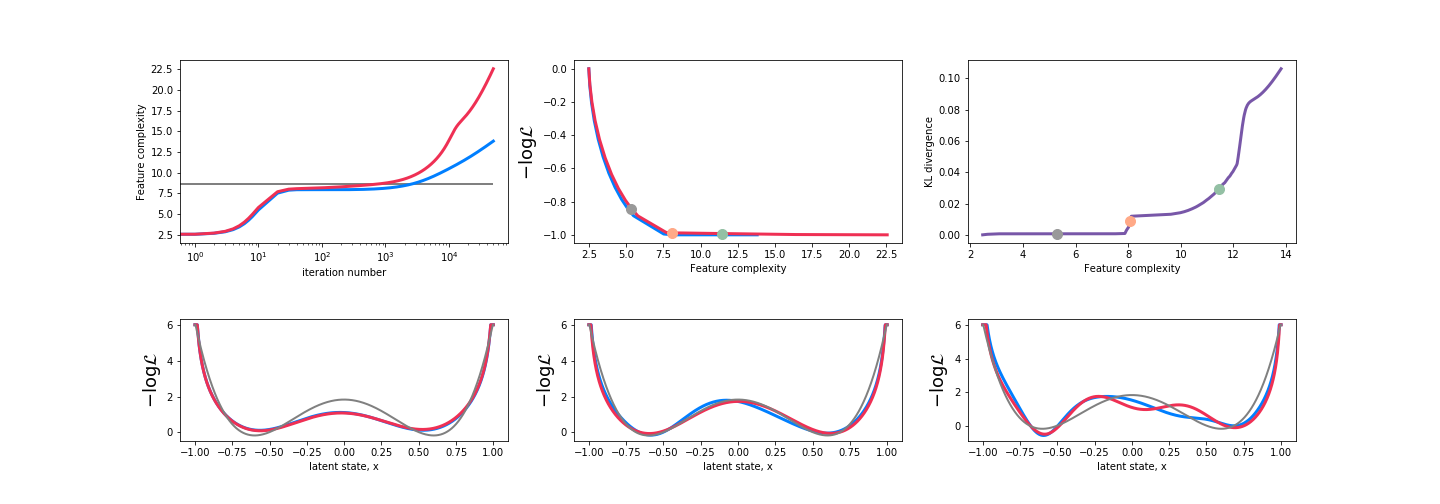 Feature complexity
22.5
20.0
17.5
15.0
12.5
10.0
7.5
5.0
2.5
10⁰ 10¹ 10² 10³ 10⁴
iteration number
−logℒ
0.0
−0.2
−0.4
−0.6
−0.8
−1.0
2.5 5.0 7.5 10.0 12.5 15.0 17.5 20.0 22.5
Feature complexity
KL divergence
0.10
0.08
0.06
0.04
0.02
0.00
2 4 6 8 10 12 14
Feature complexity
−logℒ
6
4
2
0
−1.00 −0.75 −0.50 −0.25 0.00 0.25 0.50 0.75 1.00
latent state, x
−logℒ
6
4
2
0
−1.00 −0.75 −0.50 −0.25 0.00 0.25 0.50 0.75 1.00
latent state, x
−logℒ
6
4
2
0
−1.00 −0.75 −0.50 −0.25 0.00 0.25 0.50 0.75 1.00
latent state, x